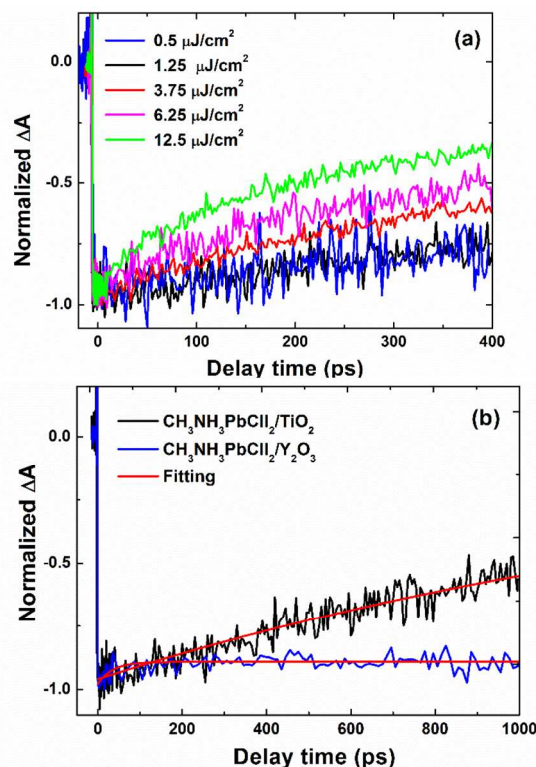 (a)
0.5 μJ/cm²
1.25 μJ/cm²
3.75 μJ/cm²
6.25 μJ/cm²
12.5 μJ/cm²
Normalized ΔA
0.0
-0.5
-1.0
0 100 200 300 400
Delay time (ps)
(b)
CH₃NH₃PbClI₂/TiO₂
CH₃NH₃PbClI₂/Y₂O₃
Fitting
Normalized ΔA
0.0
-0.5
-1.0
0 200 400 600 800 1000
Delay time (ps)